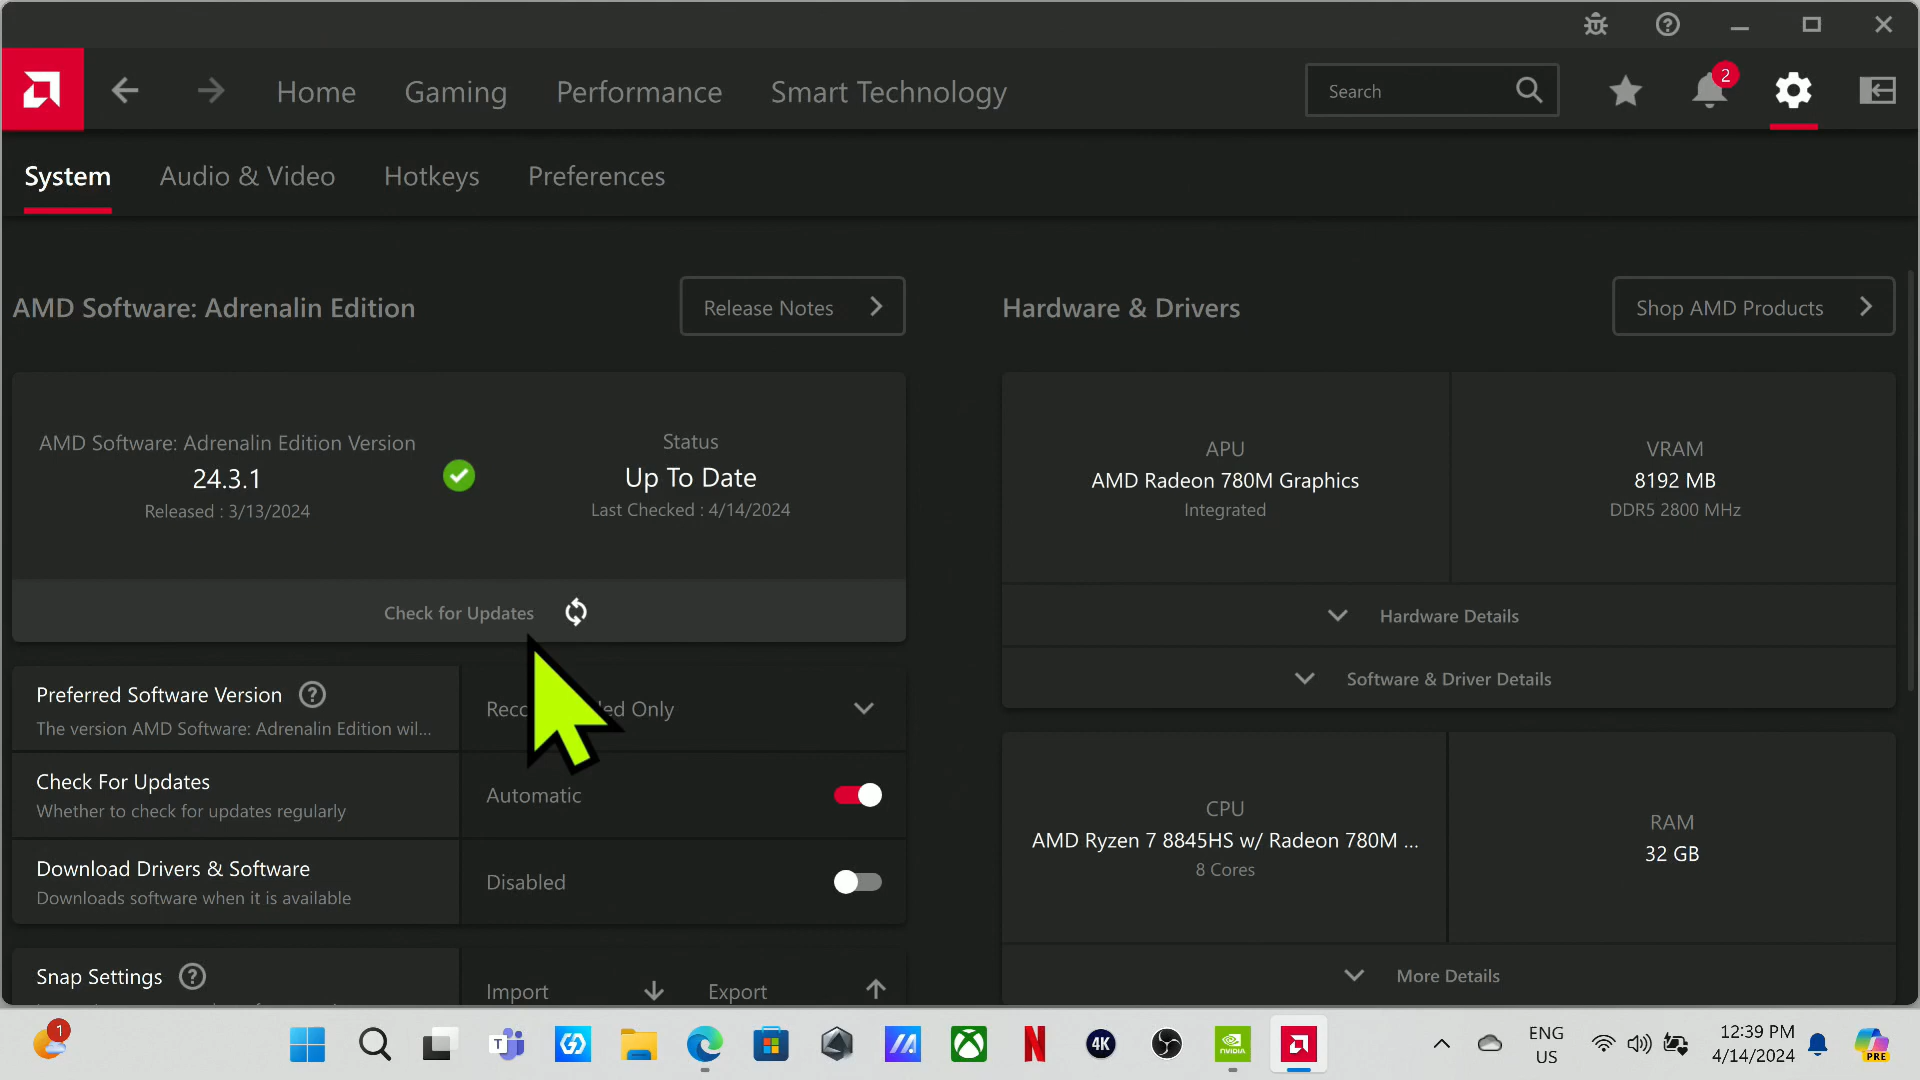 Home
Gaming
Performance
Smart Technology
Search
2
System
Audio & Video
Hotkeys
Preferences
AMD Software: Adrenalin Edition
Release Notes
Hardware & Drivers
Shop AMD Products
AMD Software: Adrenalin Edition Version
24.3.1
Released : 3/13/2024
Status
Up To Date
Last Checked : 4/14/2024
Check for Updates
APU
AMD Radeon 780M Graphics
Integrated
VRAM
8192 MB
DDR5 2800 MHz
Hardware Details
Software & Driver Details
Preferred Software Version
The version AMD Software: Adrenalin Edition wil...
Only
Check For Updates
Whether to check for updates regularly
Automatic
Download Drivers & Software
Downloads software when it is available
Disabled
CPU
AMD Ryzen 7 8845HS w/ Radeon 780M ...
8 Cores
RAM
32 GB
More Details
Snap Settings
Import
Export
1
T
N
4K
NVIDIA
ENG
US
12:39 PM
4/14/2024
PRE